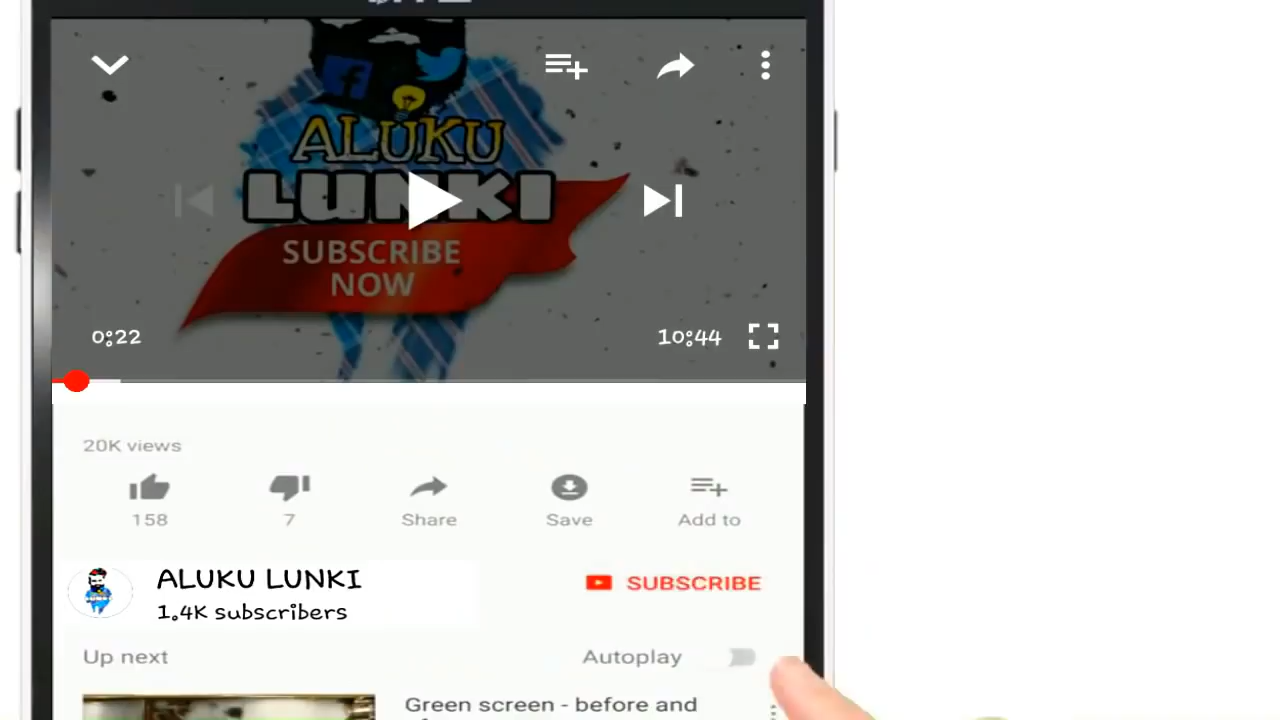 ALUKU
LUNKI
SUBSCRIBE
NOW
0:22
10:44
20K views
158
7
Share
Save
Add to
ALUKU LUNKI
SUBSCRIBE
1.4K subscribers
Up next
Autoplay
Green screen - before and